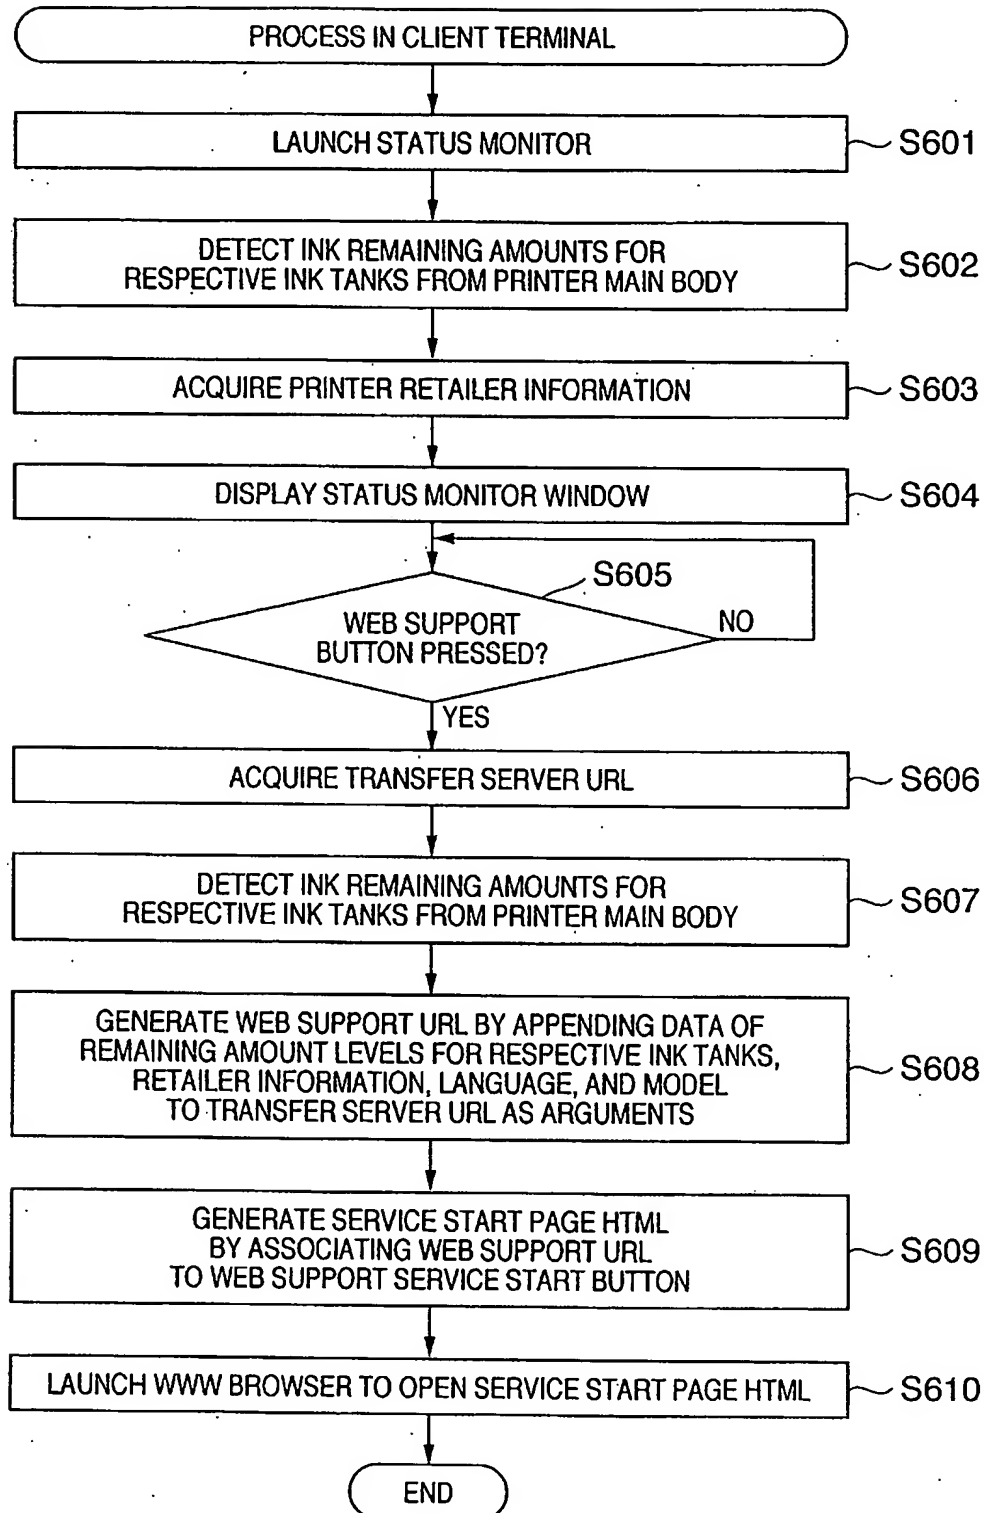 PROCESS IN CLIENT TERMINAL
LAUNCH STATUS MONITOR
S601
DETECT INK REMAINING AMOUNTS FOR
RESPECTIVE INK TANKS FROM PRINTER MAIN BODY
S602
ACQUIRE PRINTER RETAILER INFORMATION
S603
DISPLAY STATUS MONITOR WINDOW
S604
S605
WEB SUPPORT
BUTTON PRESSED?
NO
YES
ACQUIRE TRANSFER SERVER URL
S606
DETECT INK REMAINING AMOUNTS FOR
RESPECTIVE INK TANKS FROM PRINTER MAIN BODY
S607
GENERATE WEB SUPPORT URL BY APPENDING DATA OF
REMAINING AMOUNT LEVELS FOR RESPECTIVE INK TANKS,
RETAILER INFORMATION, LANGUAGE, AND MODEL
TO TRANSFER SERVER URL AS ARGUMENTS
S608
GENERATE SERVICE START PAGE HTML
BY ASSOCIATING WEB SUPPORT URL
TO WEB SUPPORT SERVICE START BUTTON
S609
LAUNCH WWW BROWSER TO OPEN SERVICE START PAGE HTML
S610
END